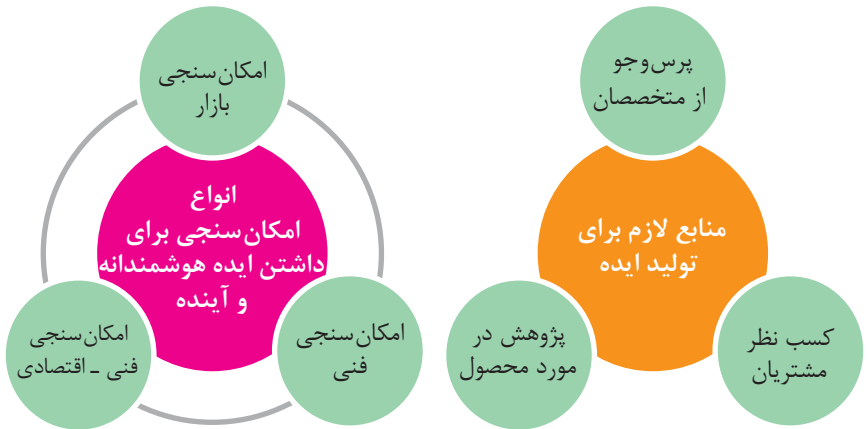 پرس‌وجو
از متخصصان
منابع لازم برای
تولید ایده
کسب نظر
مشتریان
پژوهش در
مورد محصول
امکان‌سنجی
بازار
انواع
امکان‌سنجی برای
داشتن ایده هوشمندانه
و آینده
امکان‌سنجی
فنی
امکان‌سنجی
فنی ـ اقتصادی